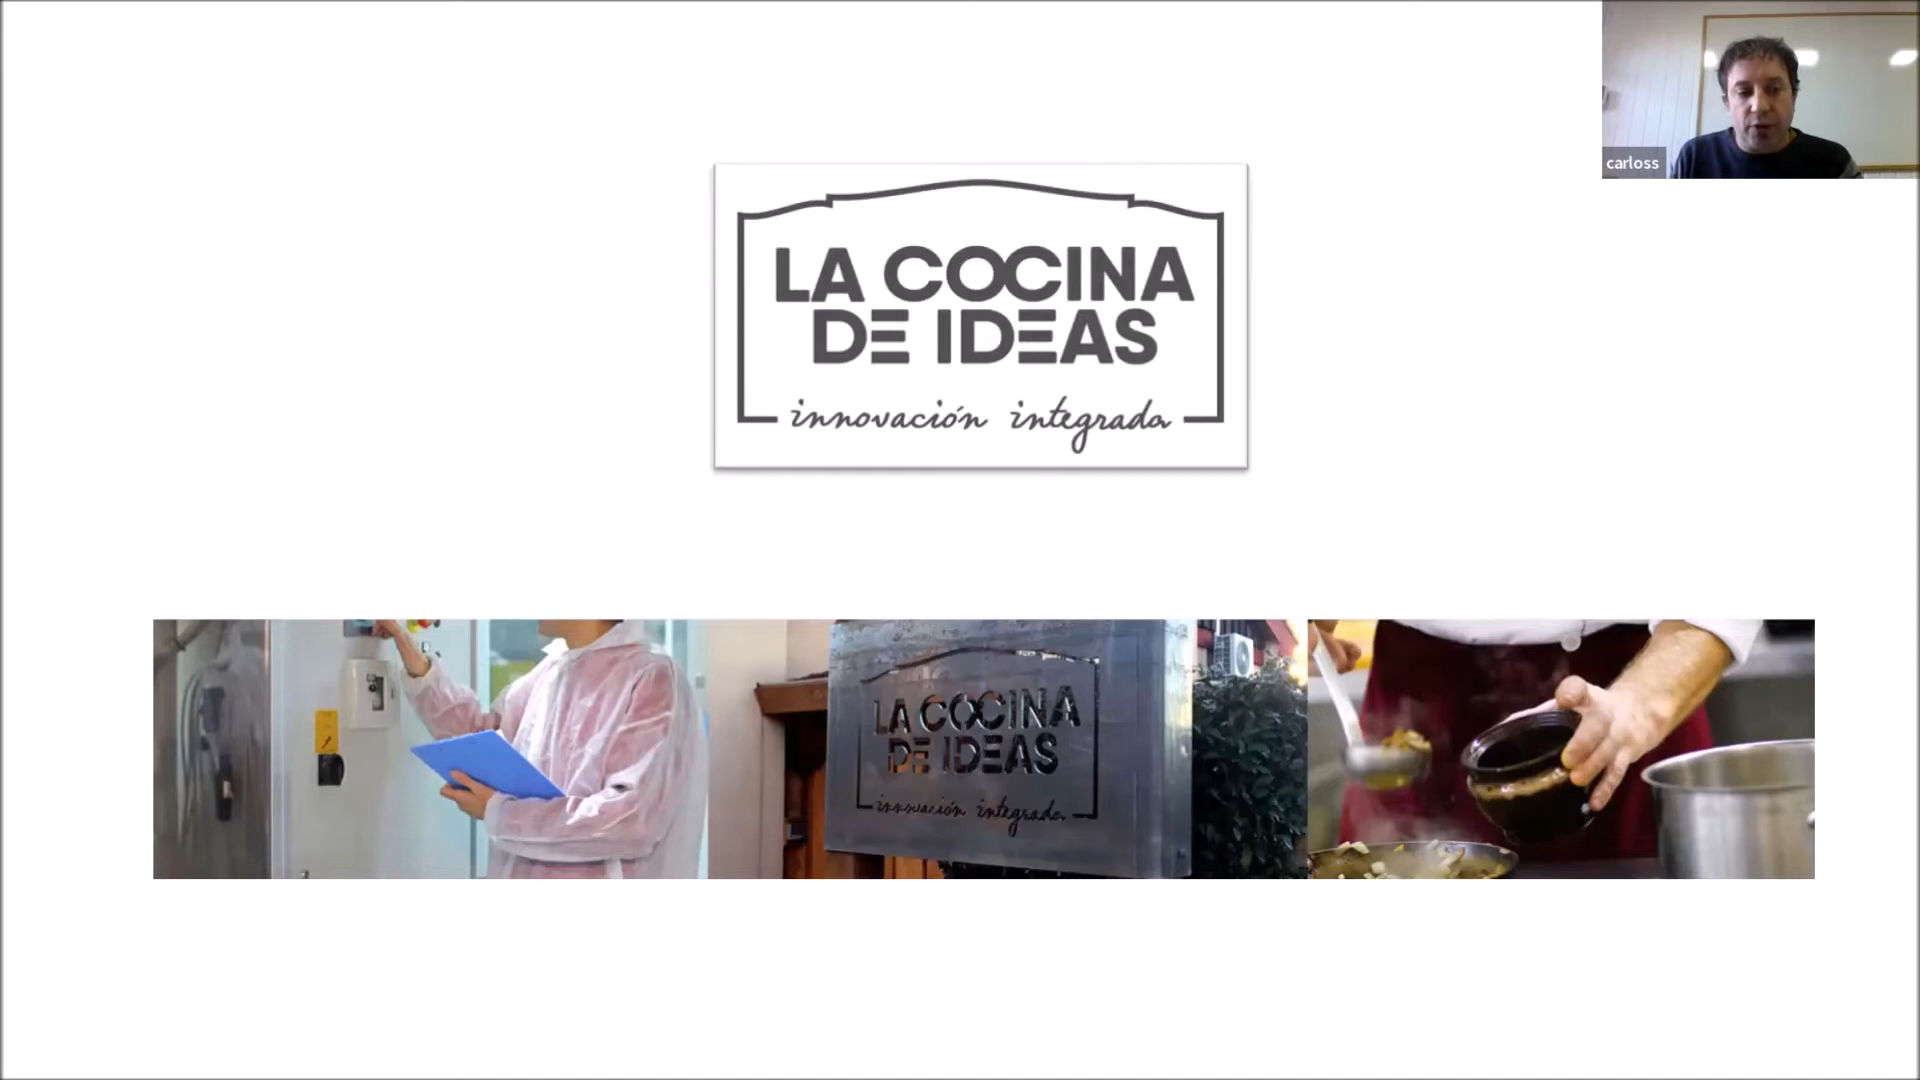 carloss
LA COCINA
DE IDEAS
innovación integrada
LA COCINA
DE IDEAS
innovación integrada